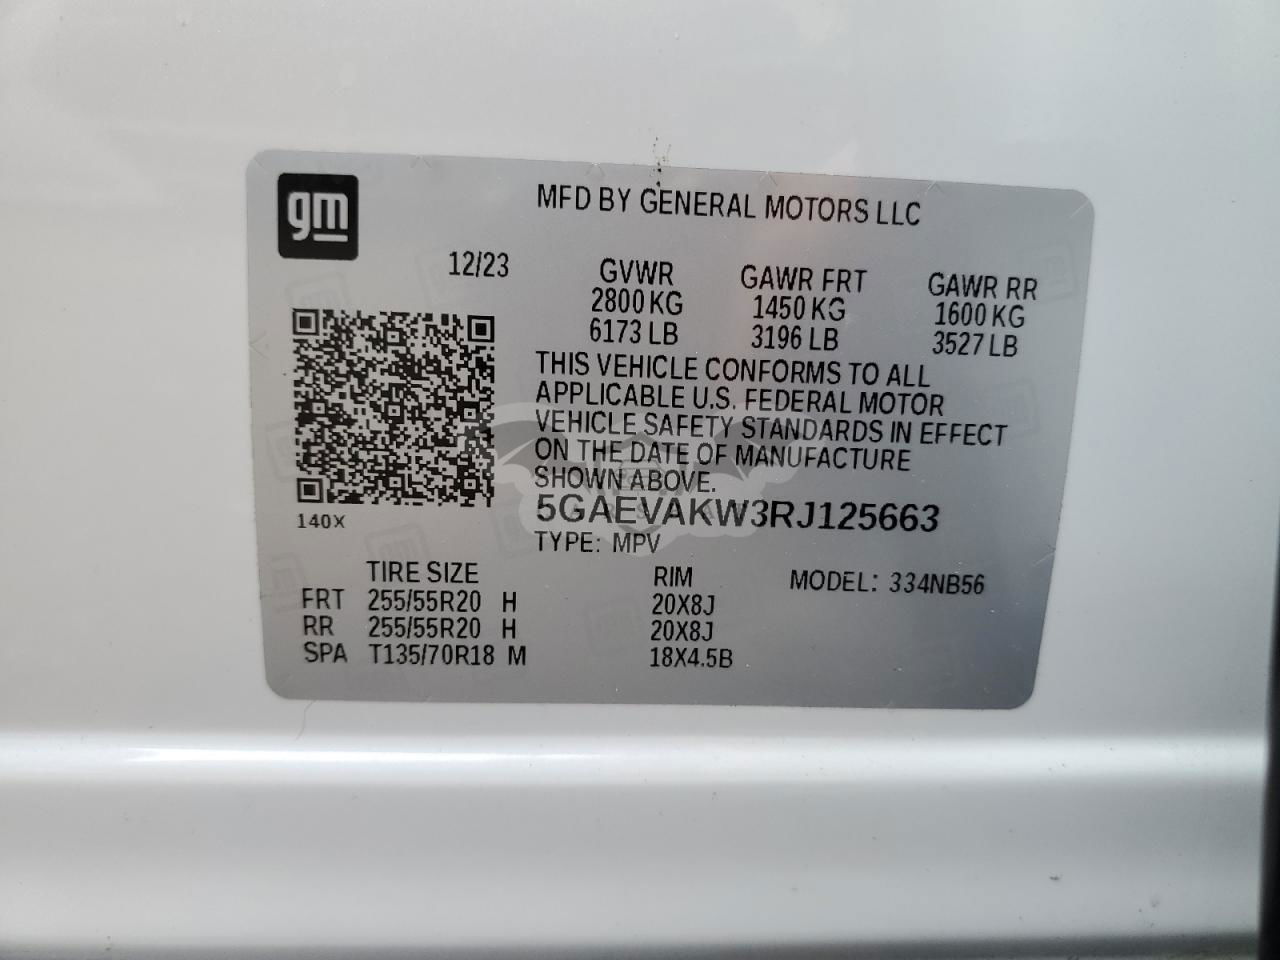 gm
MFD BY GENERAL MOTORS LLC
12/23
GVWR GAWR FRT GAWR RR
2800 KG 1450 KG 1600 KG
6173 LB 3196 LB 3527 LB
THIS VEHICLE CONFORMS TO ALL
APPLICABLE U.S. FEDERAL MOTOR
VEHICLE SAFETY STANDARDS IN EFFECT
ON THE DATE OF MANUFACTURE
SHOWN ABOVE.
140X
5GAEVAKW3RJ125663
TYPE: MPV
TIRE SIZE RIM MODEL: 334NB56
FRT 255/55R20 H 20X8J
RR 255/55R20 H 20X8J
SPA T135/70R18 M 18X4.5B